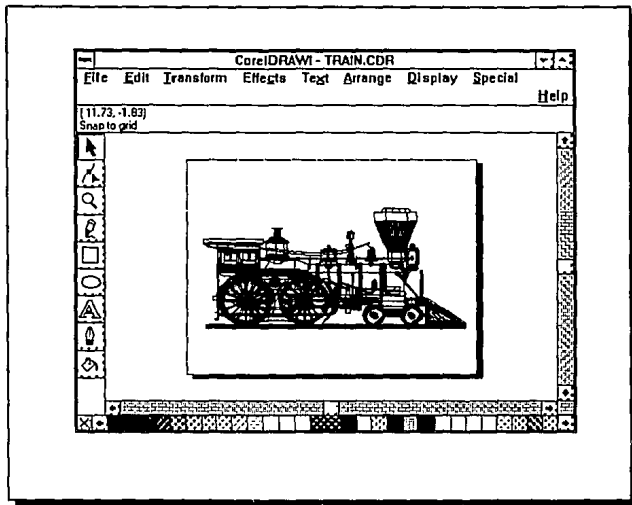 CorelDRAW! - TRAIN.CDR
File Edit Transform Effects Text Arrange Display Special
Help
(11.73, -1.83)
Snap to grid
A